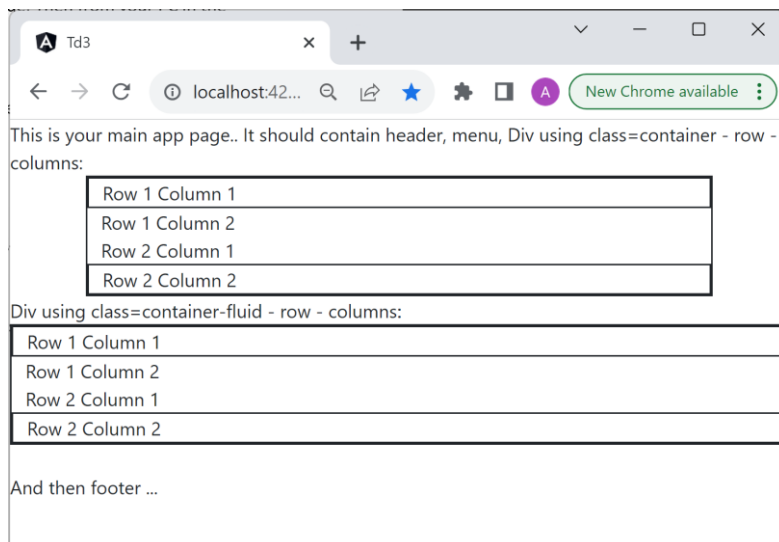 Td3
localhost:42...
A
New Chrome available
This is your main app page.. It should contain header, menu, Div using class=container - row -
columns:
Row 1 Column 1
Row 1 Column 2
Row 2 Column 1
Row 2 Column 2
Div using class=container-fluid - row - columns:
Row 1 Column 1
Row 1 Column 2
Row 2 Column 1
Row 2 Column 2
And then footer ...